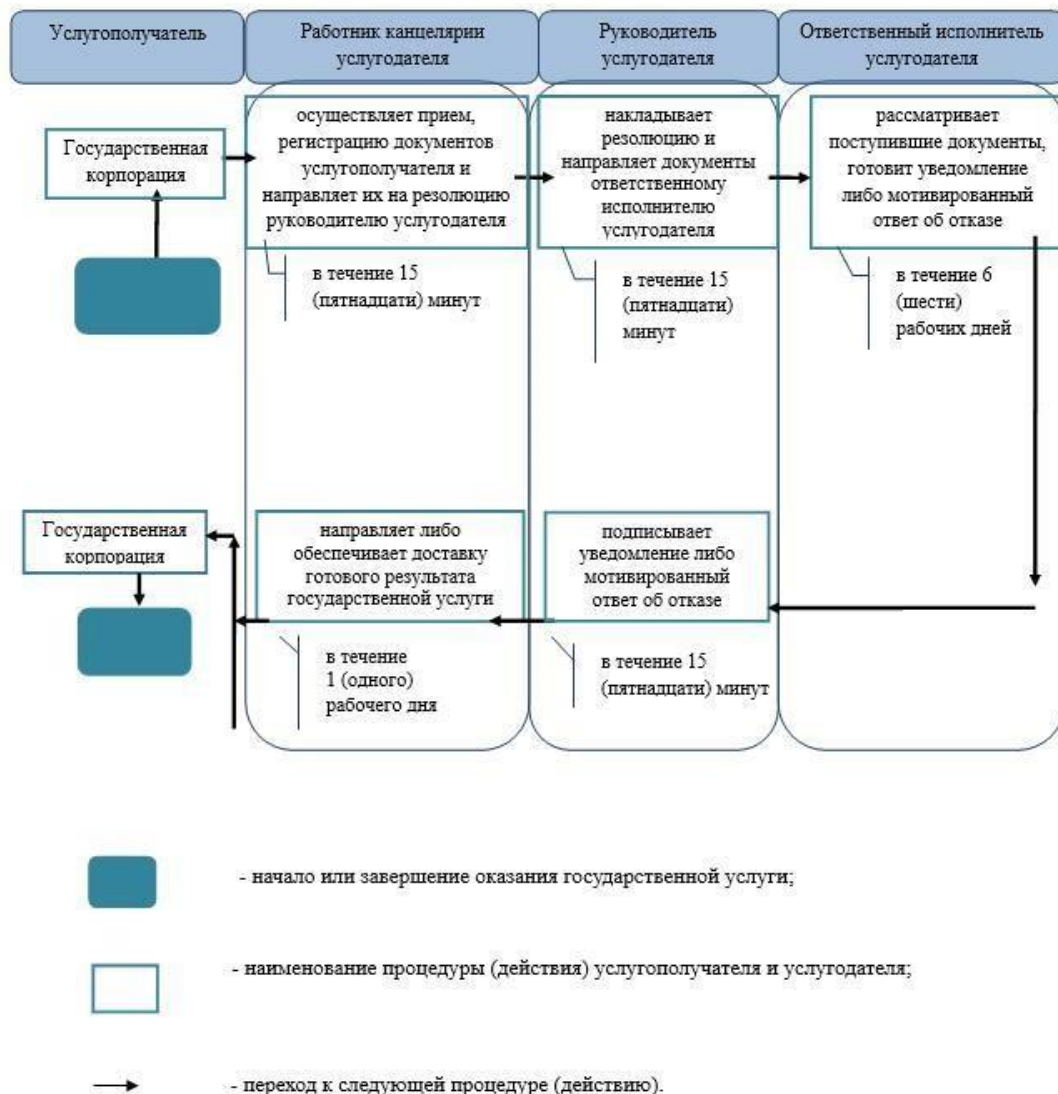 Услугополучатель
Работник канцелярии
услугодателя
Руководитель
услугодателя
Ответственный исполнитель
услугодателя
Государственная
корпорация
осуществляет прием,
регистрацию документов
услугополучателя и
направляет их на резолюцию
руководителю услугодателя
накладывает
резолюцию и
направляет документы
ответственному
исполнителю
услугодателя
рассматривает
поступившие документы,
готовит уведомление
либо мотивированный
ответ об отказе
в течение 15
(пятнадцати) минут
в течение 15
(пятнадцати)
минут
в течение 6
(шести)
рабочих дней
Государственная
корпорация
направляет либо
обеспечивает доставку
готового результата
государственной услуги
подписывает
уведомление либо
мотивированный
ответ об отказе
в течение
1 (одного)
рабочего дня
в течение 15
(пятнадцати) минут
- начало или завершение оказания государственной услуги;
- наименование процедуры (действия) услугополучателя и услугодателя;
- переход к следующей процедуре (действию).